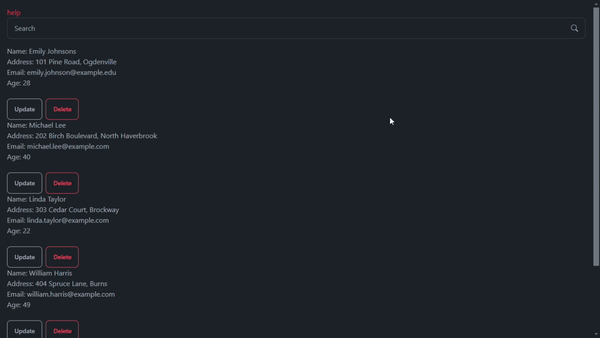 help
Search
Name: Emily Johnsons
Address: 101 Pine Road, Ogdenville
Email: emily.johnson@example.edu
Age: 28
Update Delete
Name: Michael Lee
Address: 202 Birch Boulevard, North Haverbrook
Email: michael.lee@example.com
Age: 40
Update Delete
Name: Linda Taylor
Address: 303 Cedar Court, Brockway
Email: linda.taylor@example.com
Age: 22
Update Delete
Name: William Harris
Address: 404 Spruce Lane, Burns
Email: william.harris@example.com
Age: 49
Update Delete